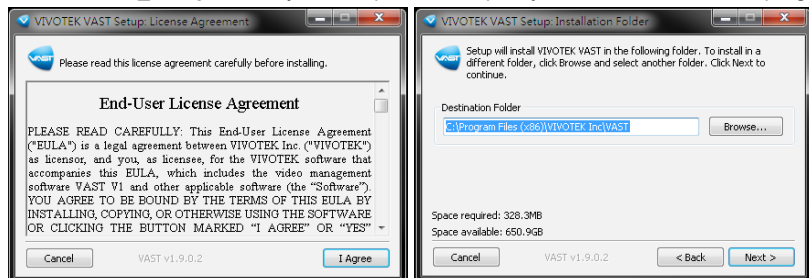 VIVOTEK VAST Setup: License Agreement
VAST
Please read this license agreement carefully before installing.
End-User License Agreement
PLEASE READ CAREFULLY: This End-User License Agreement
("EULA") is a legal agreement between VIVOTEK Inc. ("VIVOTEK")
as licensor, and you, as licensee, for the VIVOTEK software that
accompanies this EULA, which includes the video management
software VAST V1 and other applicable software (the "Software").
YOU AGREE TO BE BOUND BY THE TERMS OF THIS EULA BY
INSTALLING, COPYING, OR OTHERWISE USING THE SOFTWARE
OR CLICKING THE BUTTON MARKED "I AGREE" OR "YES"
Cancel
VAST v1.9.0.2
I Agree
VIVOTEK VAST Setup: Installation Folder
VAST
Setup will install VIVOTEK VAST in the following folder. To install in a
different folder, click Browse and select another folder. Click Next to
continue.
Destination Folder
C:\Program Files (x86)\VIVOTEK Inc\VAST
Browse...
Space required: 328.3MB
Space available: 650.9GB
Cancel
VAST v1.9.0.2
< Back
Next >